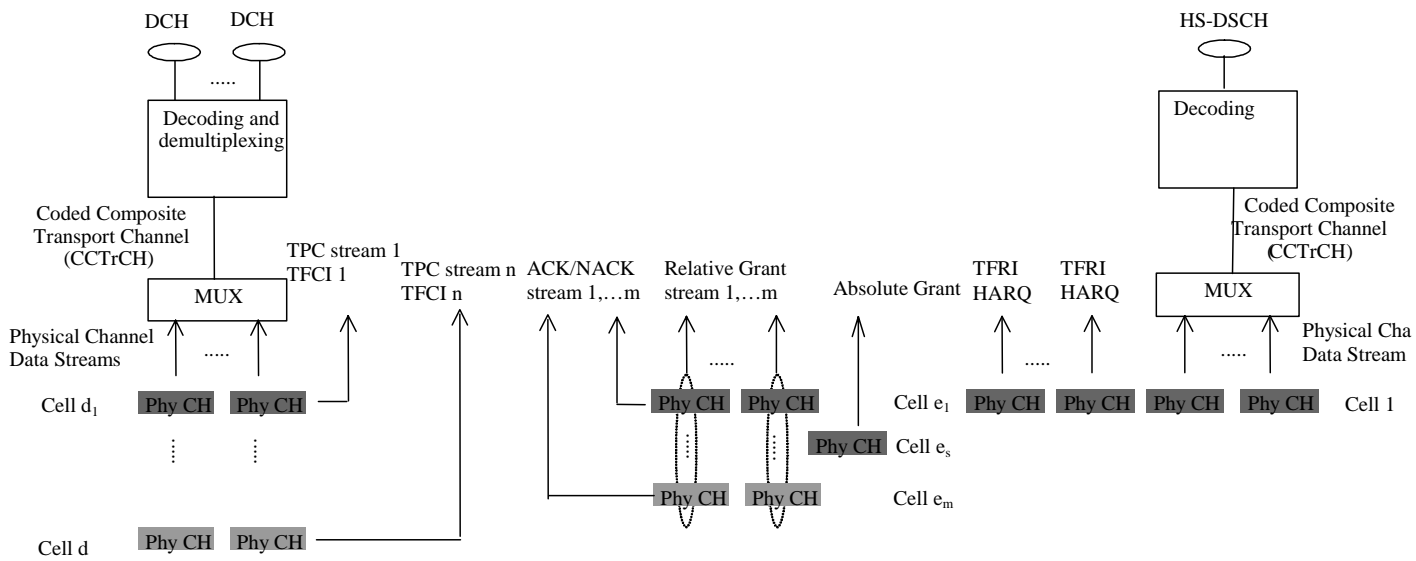 DCH DCH HS-DSCH
.....
Decoding and
demultiplexing
Decoding
Coded Composite
Transport Channel
(CCTrCH)
Coded Composite
Transport Channel
(CCTrCH)
TPC stream 1
TFCI 1
TPC stream n
TFCI n
ACK/NACK
stream 1,…m
Relative Grant
stream 1,…m
Absolute Grant
TFRI
HARQ
TFRI
HARQ
MUX
MUX
Physical Channel
Data Streams
.....
.....
.....
.....
Physical Cha
Data Stream
Cell d1 Phy CH Phy CH
Phy CH Phy CH Cell e1
Phy CH Phy CH Phy CH Phy CH Cell 1
Phy CH Cell es
Phy CH Phy CH Cell em
Cell d Phy CH Phy CH